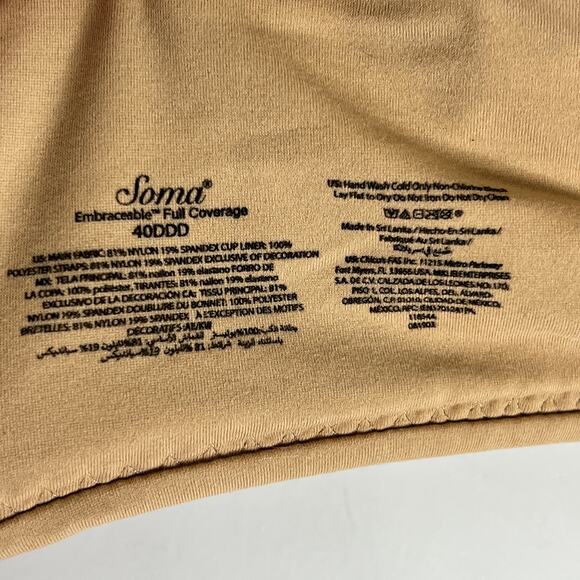 Soma®
Embraceable™ Full Coverage
40DDD
US: MAIN FABRIC: 81% NYLON 19% SPANDEX CUP LINER: 100%
POLYESTER STRAPS: 81% NYLON 19% SPANDEX EXCLUSIVE OF DECORATION
MX: TELA PRINCIPAL: 81% nailon 19% elastano FORRO DE
LA COPA, 100% poliéster, TIRANTES: 81% nailon 19% elastano
EXCLUSIVO DE LA DECORACIÓN CA: TISSU PRINCIPAL: 81%
NYLON 19% SPANDEX DOUBLURE DU BONNET: 100% POLYESTER
BRETELLES: 81% NYLON 19% SPANDEX À L'EXCEPTION DES MOTIFS
DÉCORATIFS: AE/KW
US: Hand Wash Cold Only Non-Chlorine Bleach
Lay Flat to Dry Do Not Iron Do Not Dry Clean
Made in Sri Lanka / Hecho En Sri Lanka /
Fabriqué Au Sri Lanka /
US: Chico's FAS, Inc. 11215 Metro Parkway
Fort Myers, FL 33966 USA
S.A. DE C.V. CALZADA DE LOS LEONES NO. 170,
PISO 1, COL. LOS ALPES, DEL. ÁLVARO
OBREGÓN, C.P. 01010, CIUDAD DE MÉXICO,
MÉXICO
118544
081903